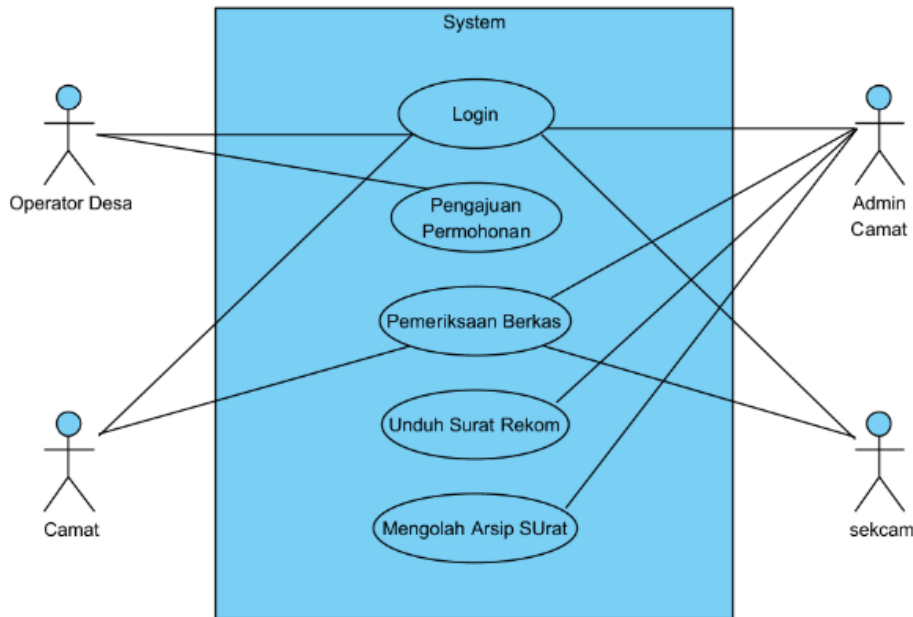 System
Login
Operator Desa
Admin
Camat
Pengajuan
Permohonan
Pemeriksaan Berkas
Unduh Surat Rekom
Camat
sekcam
Mengolah Arsip SUrat